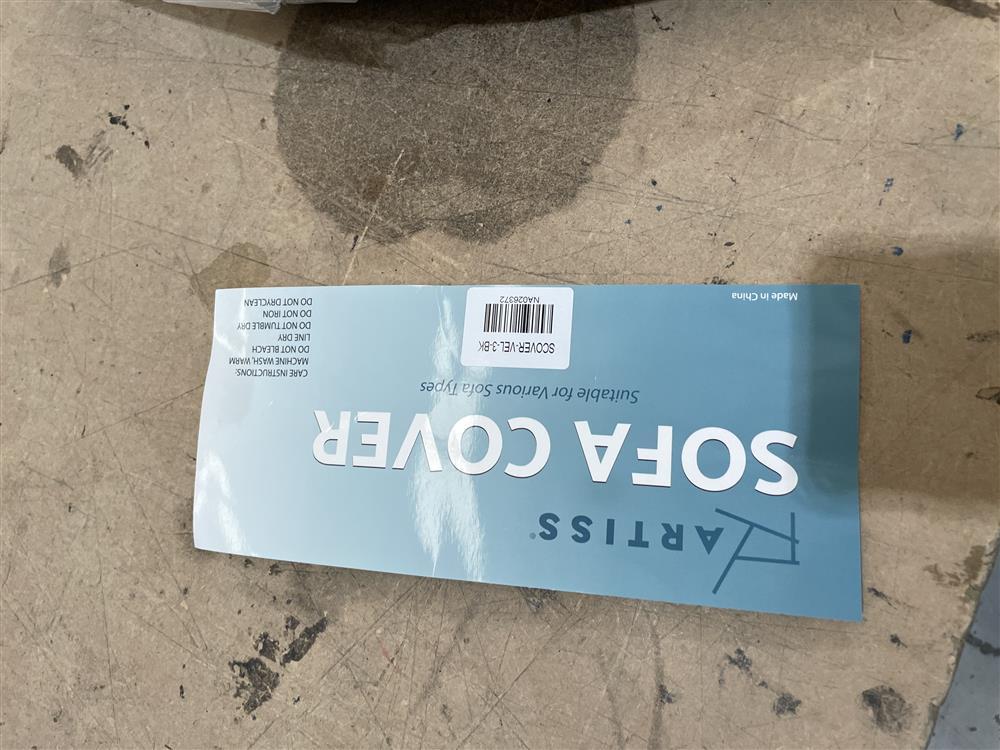 ARTISS®
SOFA COVER
Suitable for Various Sofa Types
SCOVER-VEL-3-BK
NA026372
Made in China
CARE INSTRUCTIONS:
MACHINE WASH, WARM
DO NOT BLEACH
LINE DRY
DO NOT TUMBLE DRY
DO NOT IRON
DO NOT DRYCLEAN